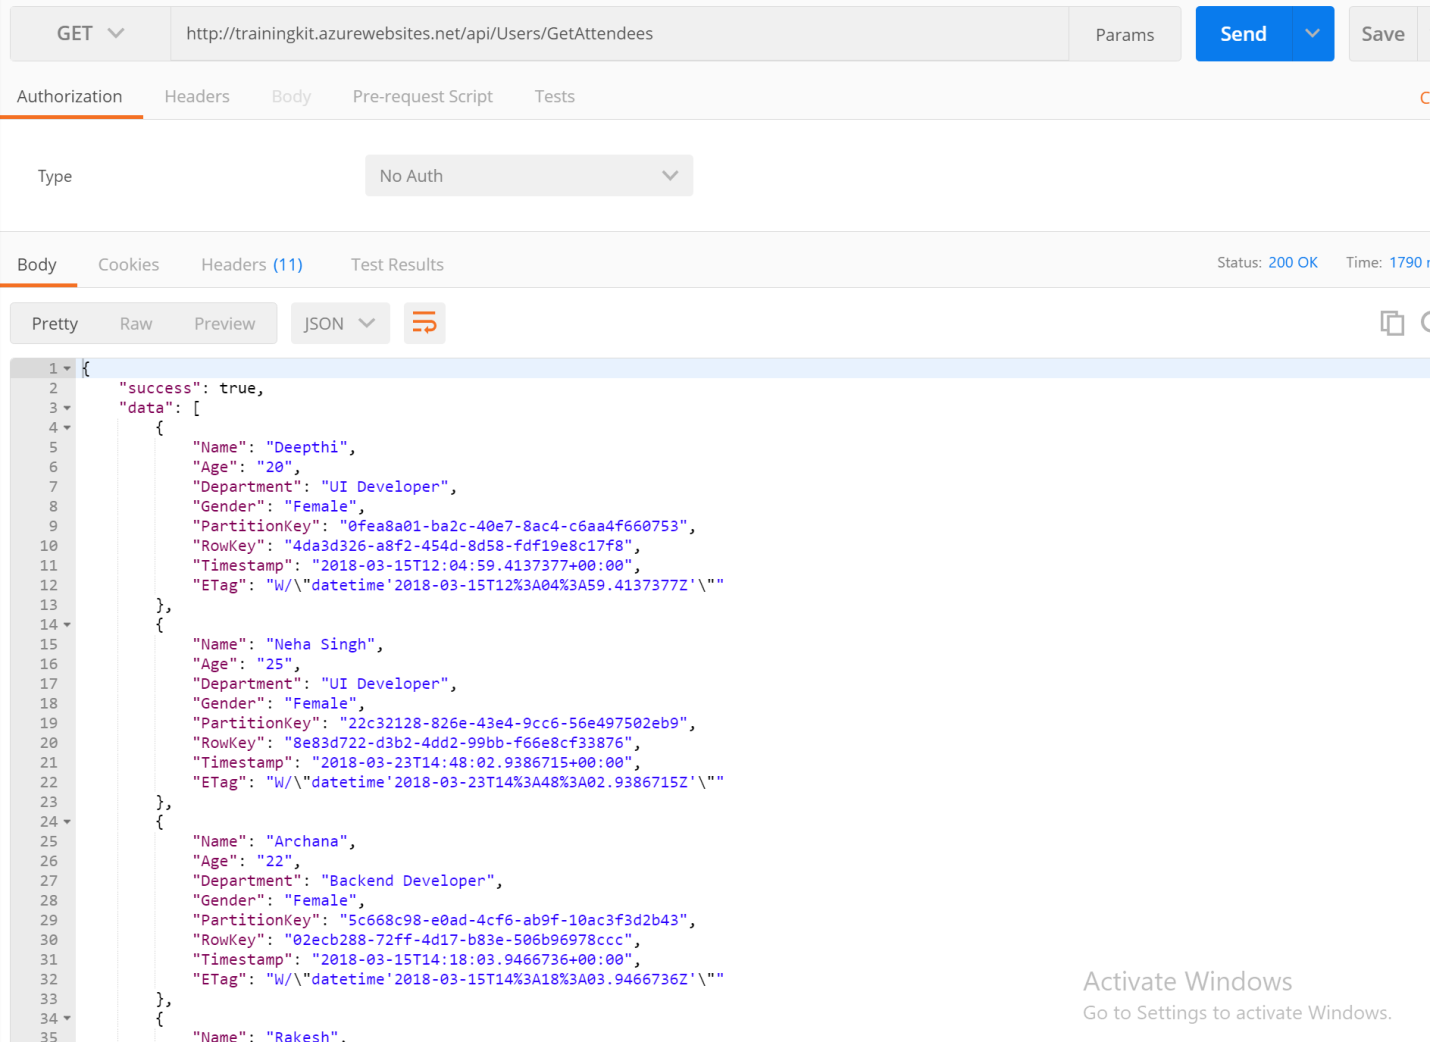 GET http://trainingkit.azurewebsites.net/api/Users/GetAttendees Params Send Save
Authorization Headers Body Pre-request Script Tests
Type No Auth
Body Cookies Headers (11) Test Results Status: 200 OK Time: 1790
Pretty Raw Preview JSON
1 {
2 "success": true,
3 "data": [
4 {
5 "Name": "Deepthi",
6 "Age": "20",
7 "Department": "UI Developer",
8 "Gender": "Female",
9 "PartitionKey": "0fea8a01-ba2c-40e7-8ac4-c6aa4f660753",
10 "RowKey": "4da3d326-a8f2-454d-8d58-fdf19e8c17f8",
11 "Timestamp": "2018-03-15T12:04:59.4137377+00:00",
12 "ETag": "W/\"datetime'2018-03-15T12%3A04%3A59.4137377Z'\""
13 },
14 {
15 "Name": "Neha Singh",
16 "Age": "25",
17 "Department": "UI Developer",
18 "Gender": "Female",
19 "PartitionKey": "22c32128-826e-43e4-9cc6-56e497502eb9",
20 "RowKey": "8e83d722-d3b2-4dd2-99bb-f66e8cf33876",
21 "Timestamp": "2018-03-23T14:48:02.9386715+00:00",
22 "ETag": "W/\"datetime'2018-03-23T14%3A48%3A02.9386715Z'\""
23 },
24 {
25 "Name": "Archana",
26 "Age": "22",
27 "Department": "Backend Developer",
28 "Gender": "Female",
29 "PartitionKey": "5c668c98-e0ad-4cf6-ab9f-10ac3f3d2b43",
30 "RowKey": "02ecb288-72ff-4d17-b83e-506b96978ccc",
31 "Timestamp": "2018-03-15T14:18:03.9466736+00:00",
32 "ETag": "W/\"datetime'2018-03-15T14%3A18%3A03.9466736Z'\""
33 },
34 {
35 "Name": "Rakesh",
Activate Windows
Go to Settings to activate Windows.